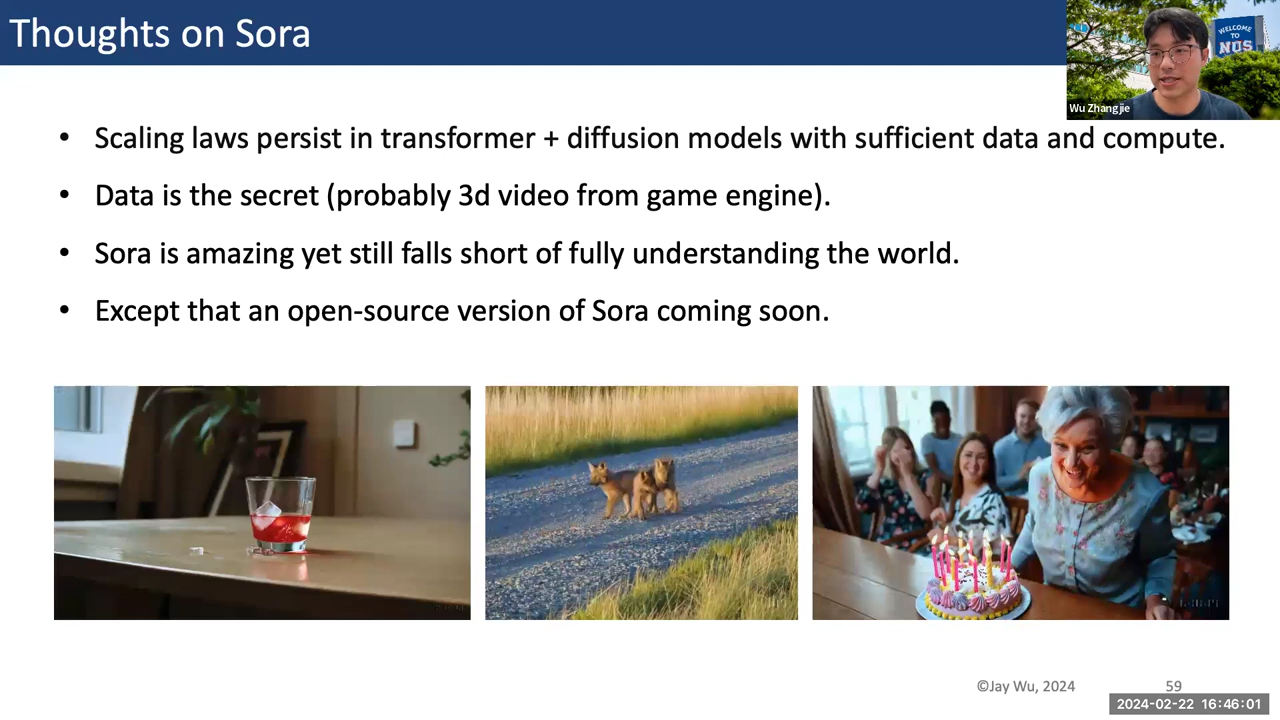 Thoughts on Sora
WELCOME
TO
NUS
Wu Zhangjie
• Scaling laws persist in transformer + diffusion models with sufficient data and compute.
• Data is the secret (probably 3d video from game engine).
• Sora is amazing yet still falls short of fully understanding the world.
• Except that an open-source version of Sora coming soon.
©Jay Wu, 2024
59
2024-02-22 16:46:01